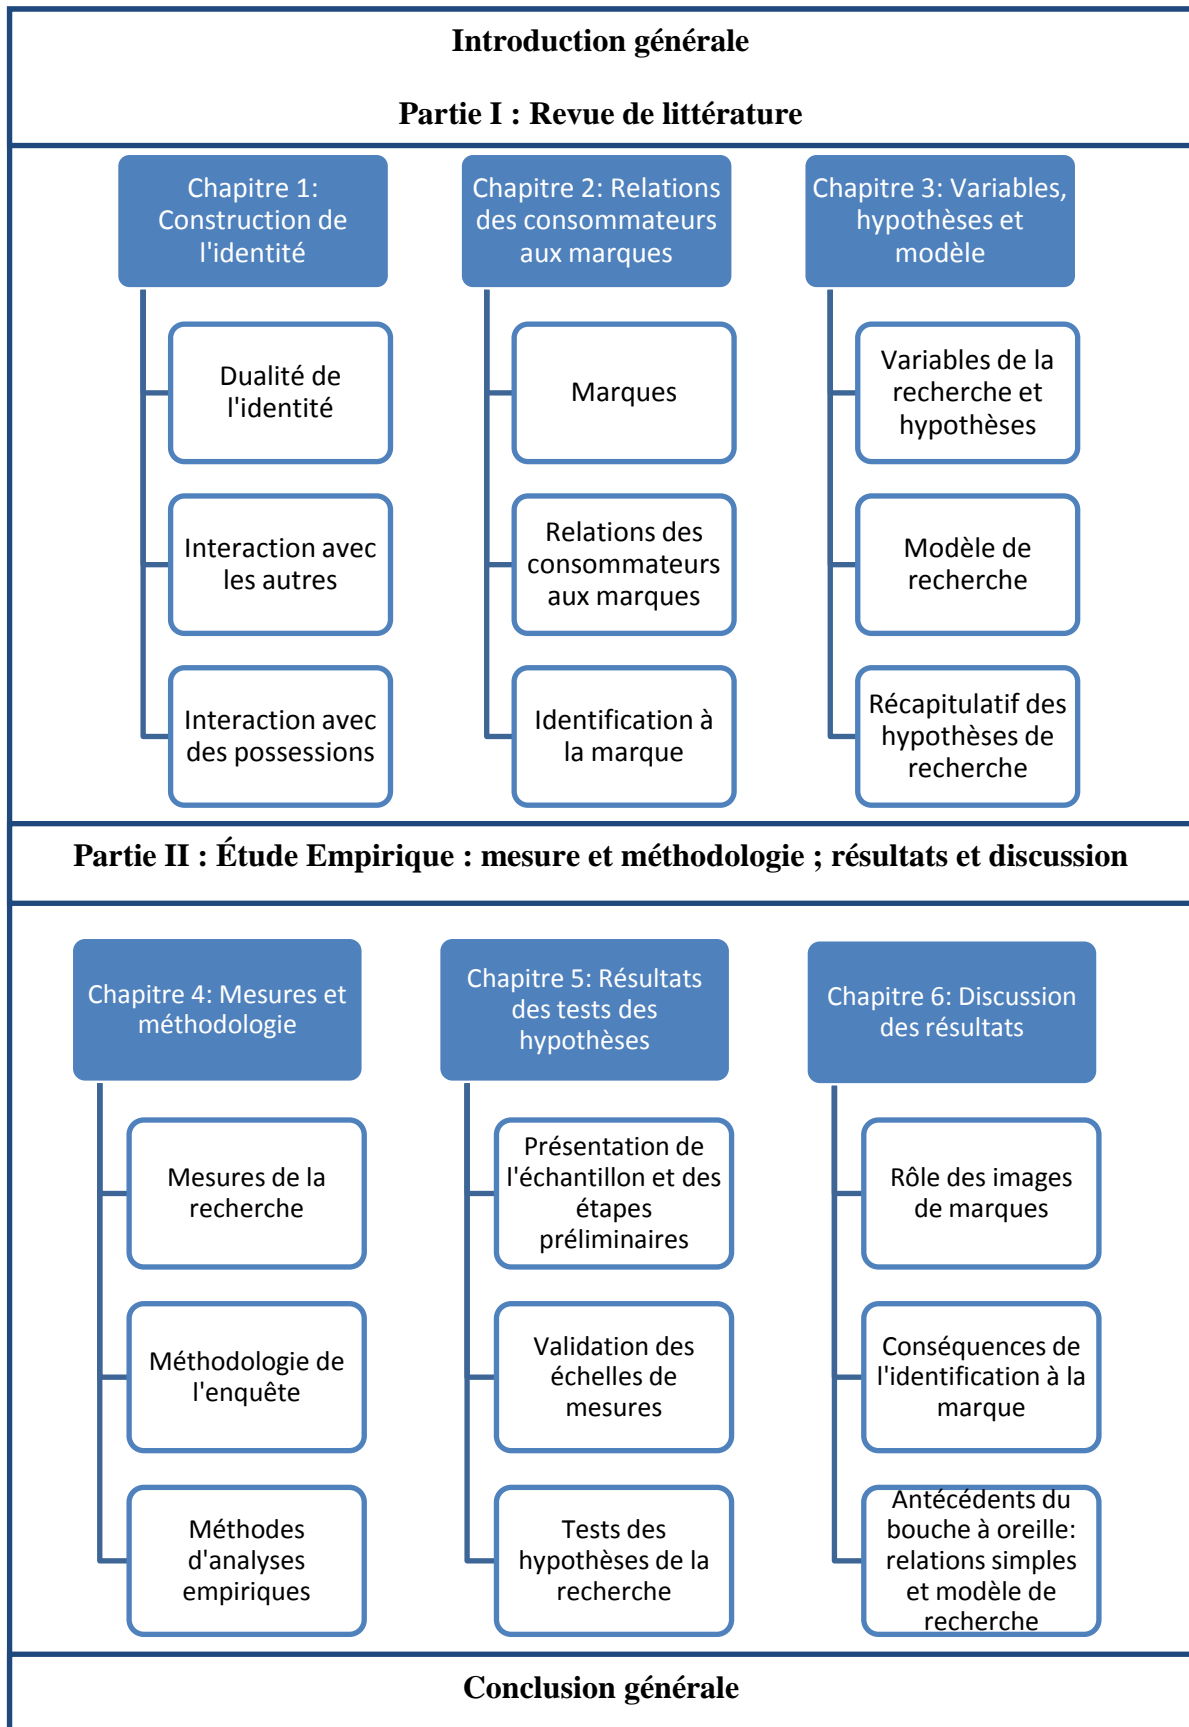 Introduction générale
Partie I : Revue de littérature
Chapitre 1:
Construction de
l'identité
Dualité de
l'identité
Interaction avec
les autres
Interaction avec
des possessions
Chapitre 2: Relations
des consommateurs
aux marques
Marques
Relations des
consommateurs
aux marques
Identification à
la marque
Chapitre 3: Variables,
hypothèses et
modèle
Variables de la
recherche et
hypothèses
Modèle de
recherche
Récapitulatif des
hypothèses de
recherche
Partie II : Étude Empirique : mesure et méthodologie ; résultats et discussion
Chapitre 4: Mesures et
méthodologie
Mesures de la
recherche
Méthodologie de
l'enquête
Méthodes
d'analyses
empiriques
Chapitre 5: Résultats
des tests des
hypothèses
Présentation de
l'échantillon et des
étapes
préliminaires
Validation des
échelles de
mesures
Tests des
hypothèses de la
recherche
Chapitre 6: Discussion
des résultats
Rôle des images
de marques
Conséquences de
l'identification à la
marque
Antécédents du
bouche à oreille:
relations simples
et modèle de
recherche
Conclusion générale